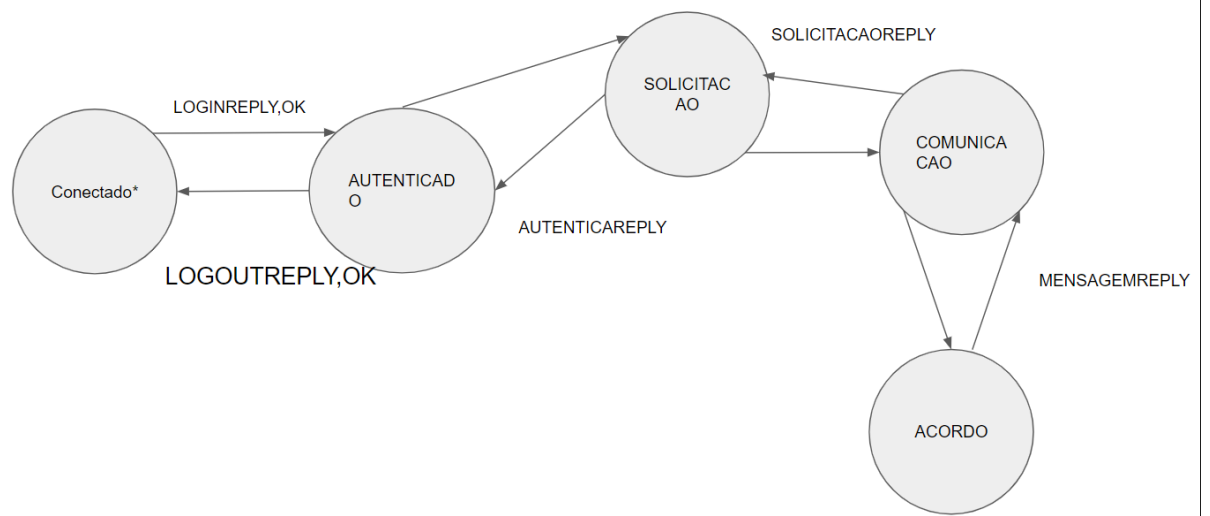 SOLICITACAOREPLY
SOLICITAC
AO
LOGINREPLY,OK
COMUNICA
CAO
Conectado*
AUTENTICAD
O
AUTENTICAREPLY
LOGOUTREPLY,OK
MENSAGEMREPLY
ACORDO